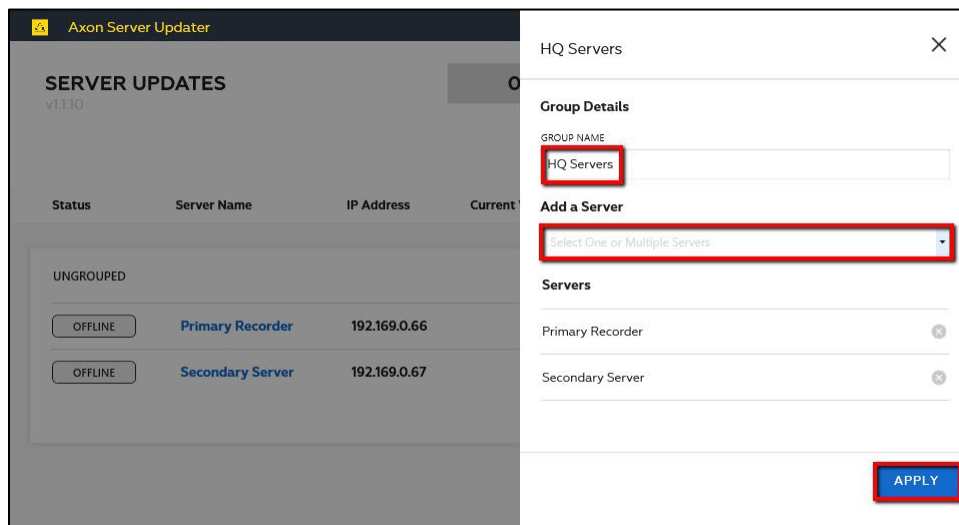 Axon Server Updater
SERVER UPDATES
v1.1.10
0
Status Server Name IP Address Current
UNGROUPED
OFFLINE Primary Recorder 192.169.0.66
OFFLINE Secondary Server 192.169.0.67
HQ Servers
Group Details
GROUP NAME
HQ Servers
Add a Server
Select One or Multiple Servers
Servers
Primary Recorder
Secondary Server
APPLY